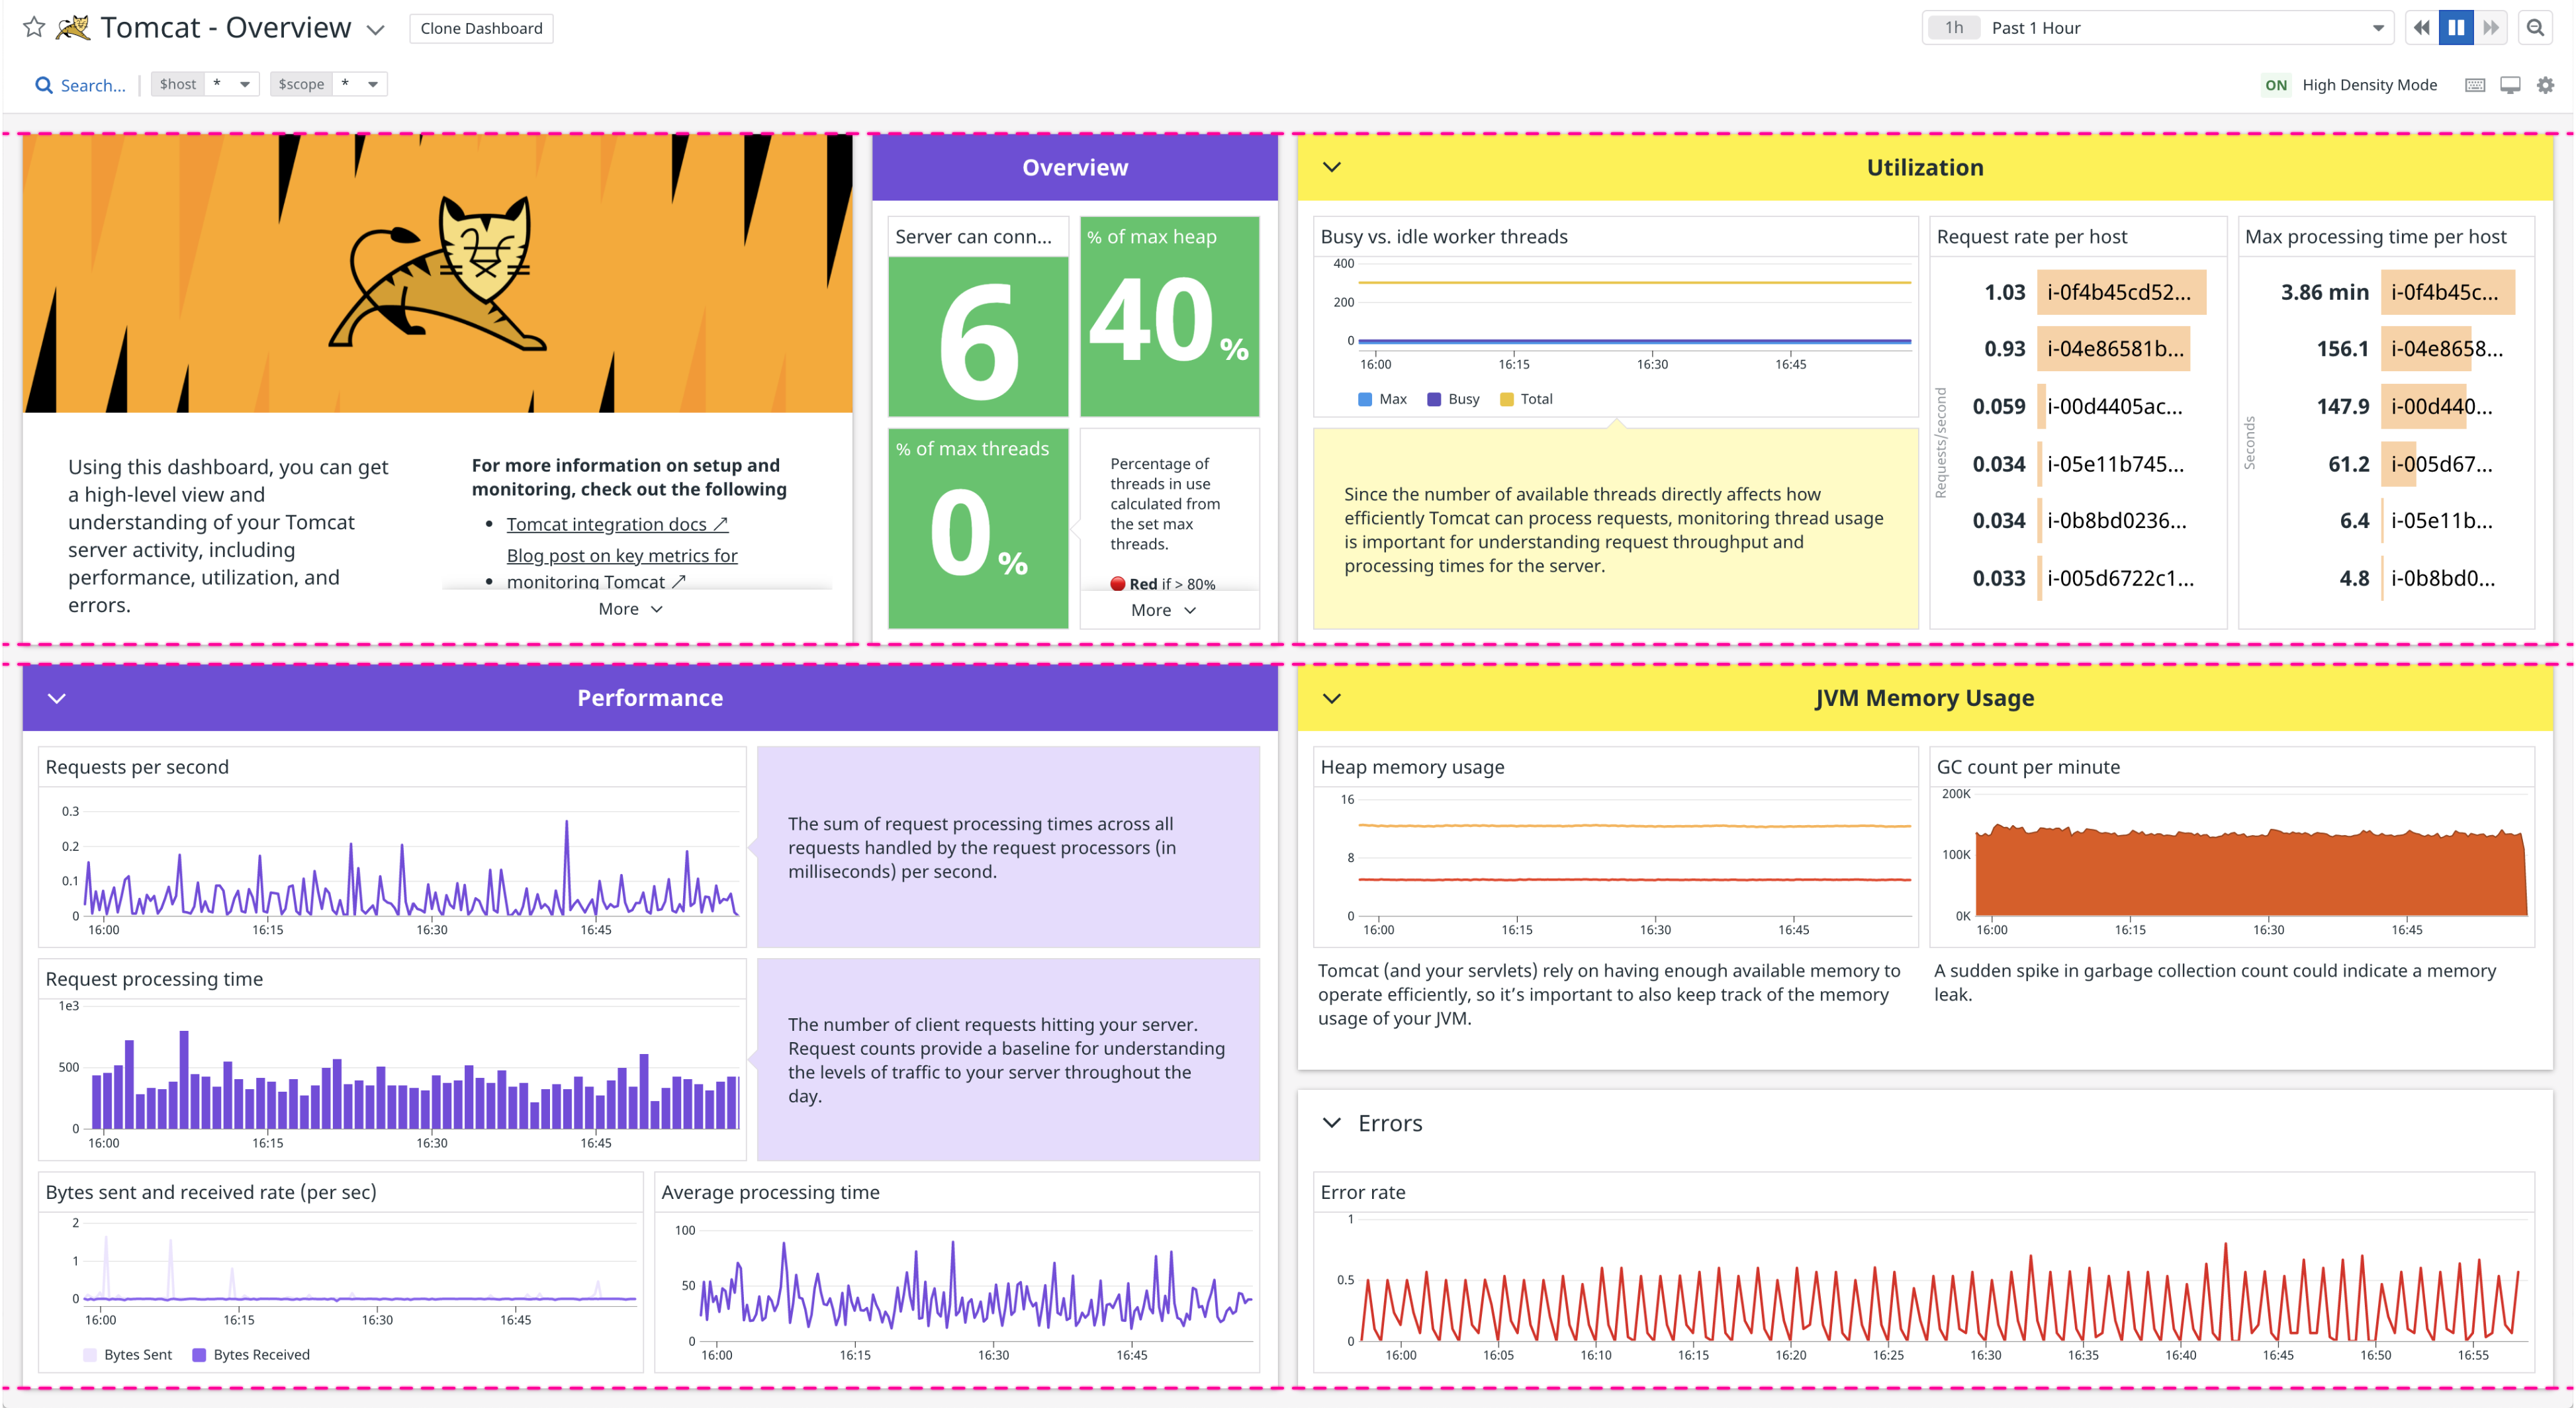 Tomcat - Overview
Clone Dashboard
1h Past 1 Hour
Search...
$host *
$scope *
ON High Density Mode
Using this dashboard, you can get
a high-level view and
understanding of your Tomcat
server activity, including
performance, utilization, and
errors.
For more information on setup and
monitoring, check out the following
• Tomcat integration docs ↗
Blog post on key metrics for
• monitoring Tomcat ↗
More
Overview
Server can conn...
6
% of max heap
40%
% of max threads
0%
Percentage of
threads in use
calculated from
the set max
threads.
Red if > 80%
More
Utilization
Busy vs. idle worker threads
400
200
0
16:00 16:15 16:30 16:45
Max Busy Total
Since the number of available threads directly affects how
efficiently Tomcat can process requests, monitoring thread usage
is important for understanding request throughput and
processing times for the server.
Request rate per host
Requests/second
1.03 i-0f4b45cd52...
0.93 i-04e86581b...
0.059 i-00d4405ac...
0.034 i-05e11b745...
0.034 i-0b8bd0236...
0.033 i-005d6722c1...
Max processing time per host
Seconds
3.86 min i-0f4b45c...
156.1 i-04e8658...
147.9 i-00d440...
61.2 i-005d67...
6.4 i-05e11b...
4.8 i-0b8bd0...
Performance
Requests per second
0.3
0.2
0.1
0
16:00 16:15 16:30 16:45
The sum of request processing times across all
requests handled by the request processors (in
milliseconds) per second.
Request processing time
1e3
500
0
16:00 16:15 16:30 16:45
The number of client requests hitting your server.
Request counts provide a baseline for understanding
the levels of traffic to your server throughout the
day.
Bytes sent and received rate (per sec)
2
1
0
16:00 16:15 16:30 16:45
Bytes Sent Bytes Received
Average processing time
100
50
0
16:00 16:15 16:30 16:45
JVM Memory Usage
Heap memory usage
16
8
0
16:00 16:15 16:30 16:45
Tomcat (and your servlets) rely on having enough available memory to
operate efficiently, so it’s important to also keep track of the memory
usage of your JVM.
GC count per minute
200K
100K
0K
16:00 16:15 16:30 16:45
A sudden spike in garbage collection count could indicate a memory
leak.
Errors
Error rate
1
0.5
0
16:00 16:05 16:10 16:15 16:20 16:25 16:30 16:35 16:40 16:45 16:50 16:55